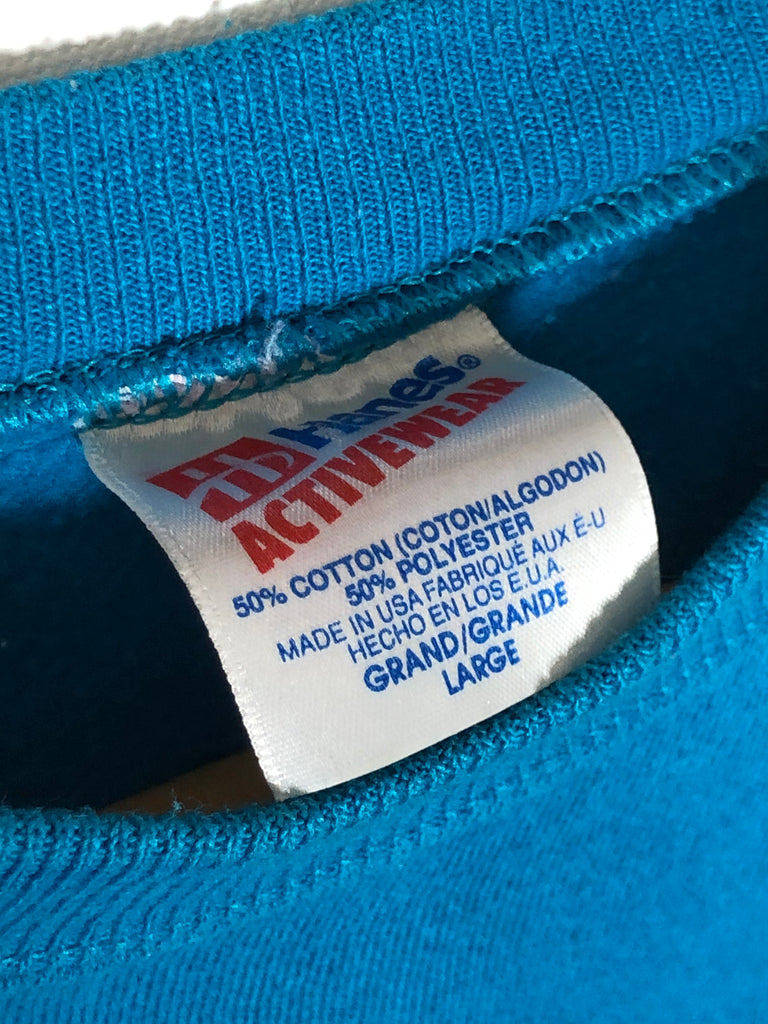 Hanes®
ACTIVEWEAR
50% COTTON (COTON/ALGODON)
50% POLYESTER
MADE IN USA FABRIQUÉ AUX É-U
HECHO EN LOS E.U.A.
GRAND/GRANDE
LARGE